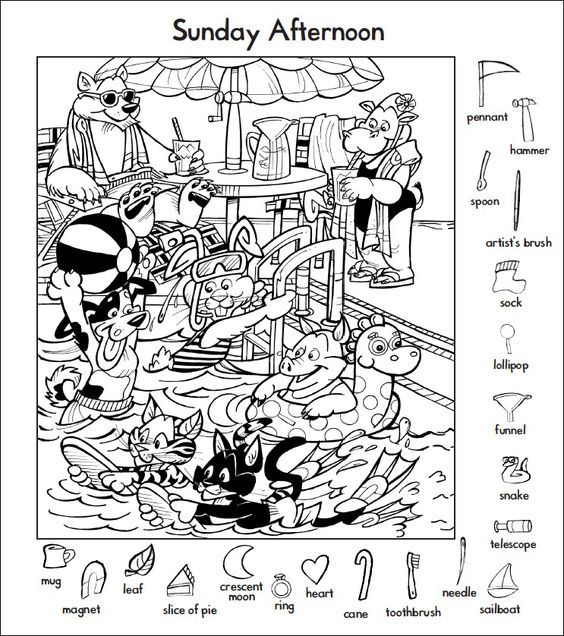 Sunday Afternoon
pennant
hammer
spoon
artist's brush
sock
lollipop
funnel
snake
telescope
mug
magnet
leaf
slice of pie
crescent
moon
ring
heart
cane
toothbrush
needle
sailboat